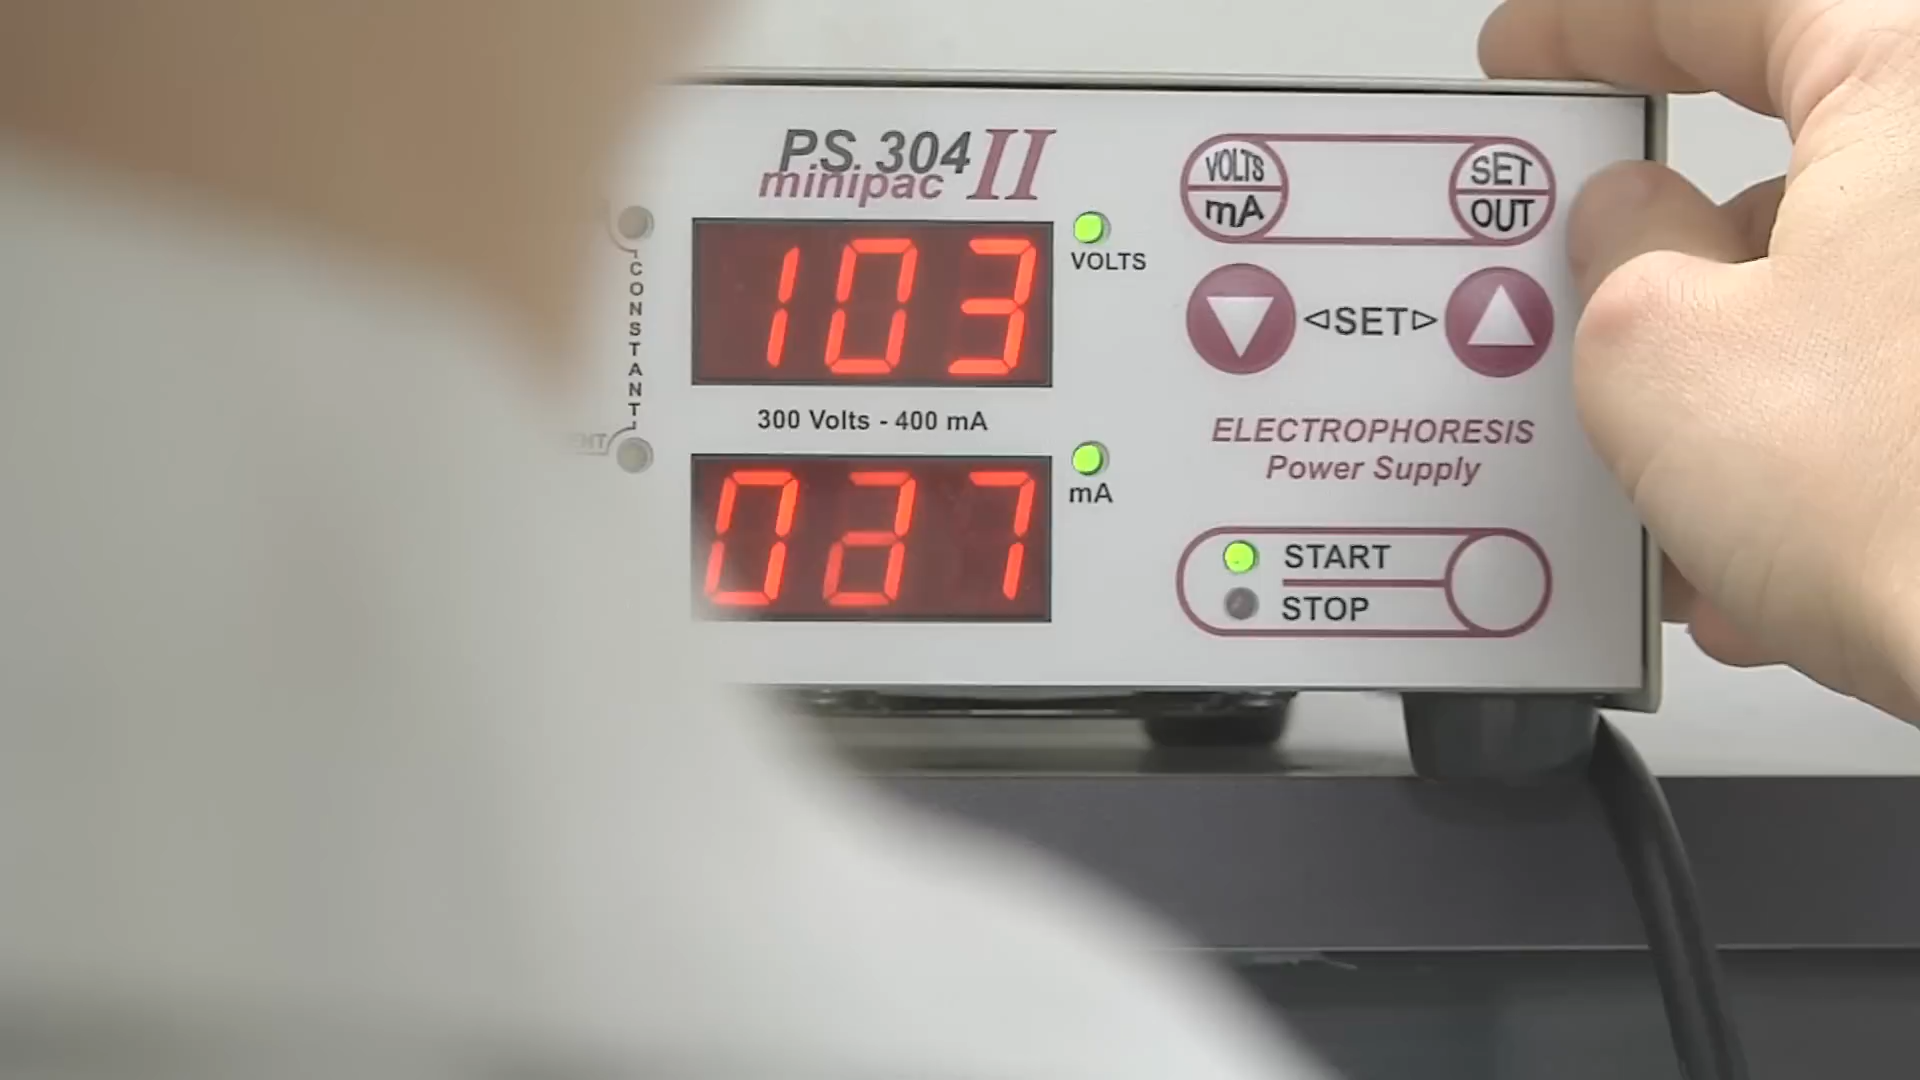 P.S. 304 II
minipac
CONSTANT
103
VOLTS
300 Volts - 400 mA
mA
VOLTS
mA
SET
OUT
SET
ELECTROPHORESIS
Power Supply
START
STOP